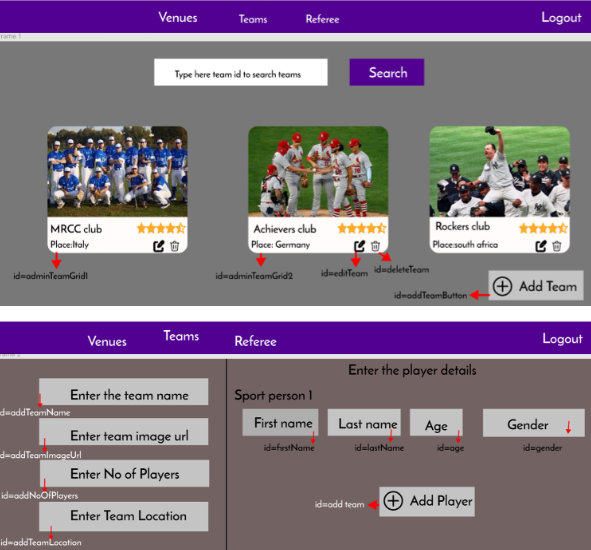 Venues Teams Referee Logout
Frame 1
Type here team id to search teams Search
MRCC club
Place:Italy
id=adminTeamGrid1
Achievers club
Place: Germany
id=adminTeamGrid2
id=editTeam
id=deleteTeam
Rockers club
Place:south africa
Add Team
id=addTeamButton
Venues Teams Referee Logout
Enter the team name
id=addTeamName
Enter team image url
id=addTeamImageUrl
Enter No of Players
id=addNoOfPlayers
Enter Team Location
id=addTeamLocation
Enter the player details
Sport person 1
First name Last name Age Gender
id=firstName id=lastName id=age id=gender
id=add team Add Player